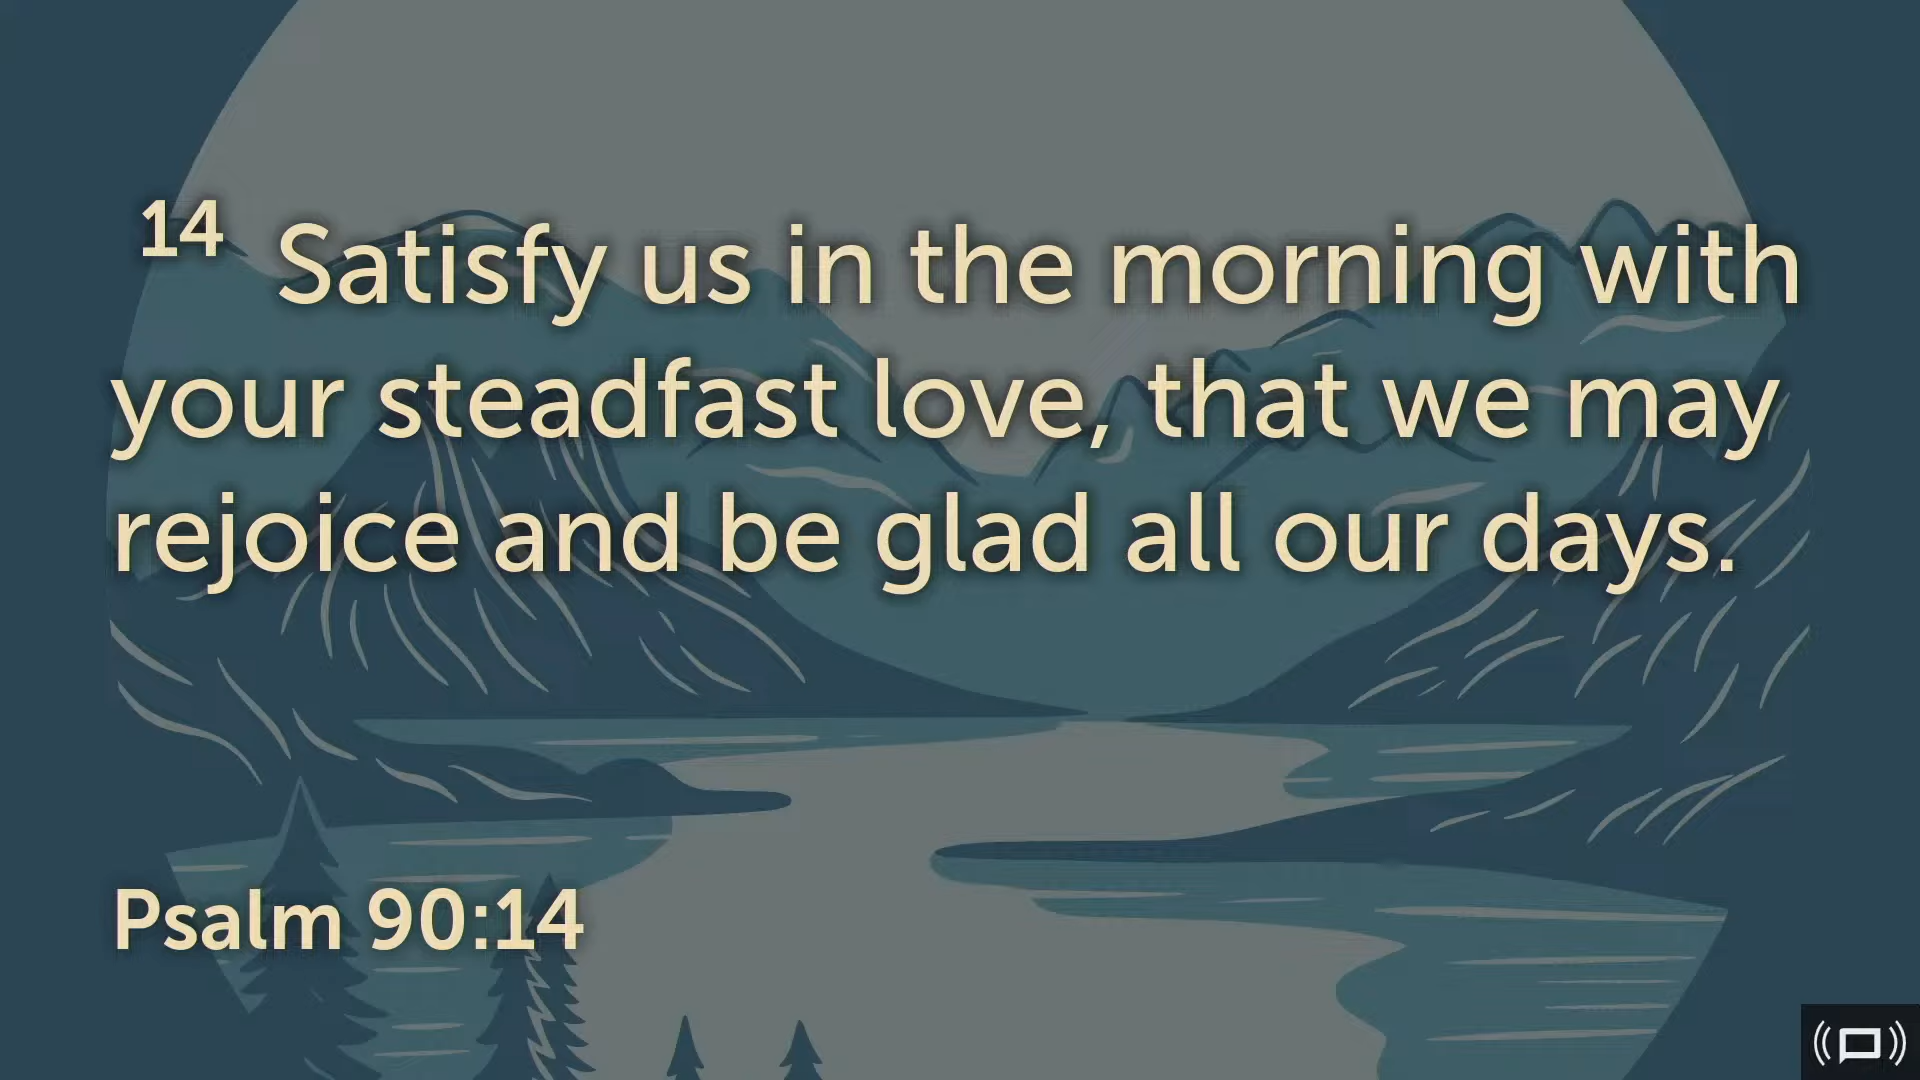 14 Satisfy us in the morning with
your steadfast love, that we may
rejoice and be glad all our days.
Psalm 90:14